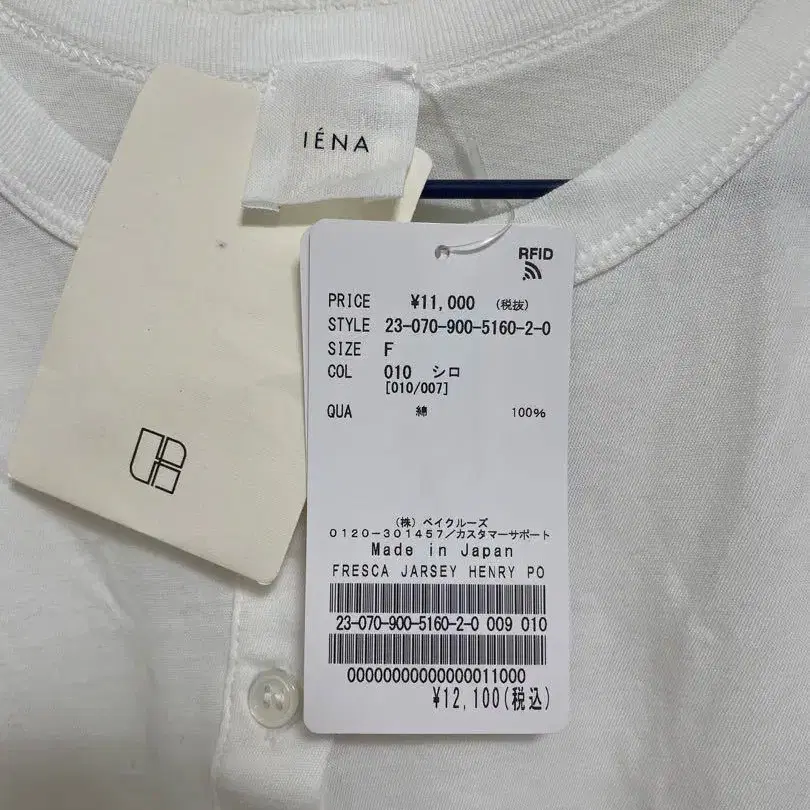 IÉNA
RFID
PRICE ¥11,000 (税抜)
STYLE 23-070-900-5160-2-0
SIZE F
COL 010 シロ
[010/007]
QUA 綿 100%
(株) ベイクルーズ
0120-301457/カスタマーサポート
Made in Japan
FRESCA JARSEY HENRY PO
23-070-900-5160-2-0 009 010
00000000000000011000
¥12,100(税込)